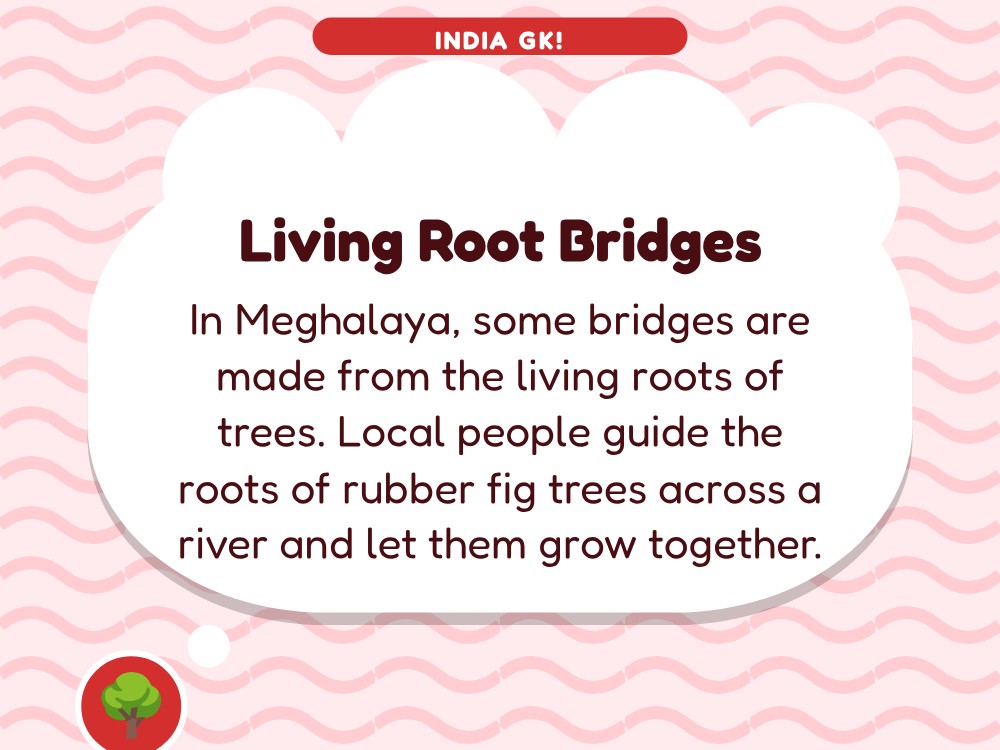 INDIA GK!
Living Root Bridges
In Meghalaya, some bridges are
made from the living roots of
trees. Local people guide the
roots of rubber fig trees across a
river and let them grow together.